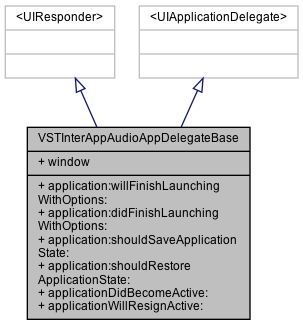 <UIResponder>
<UIApplicationDelegate>
VSTInterAppAudioAppDelegateBase
+ window
+ application:willFinishLaunching
WithOptions:
+ application:didFinishLaunching
WithOptions:
+ application:shouldSaveApplication
State:
+ application:shouldRestore
ApplicationState:
+ applicationDidBecomeActive:
+ applicationWillResignActive: